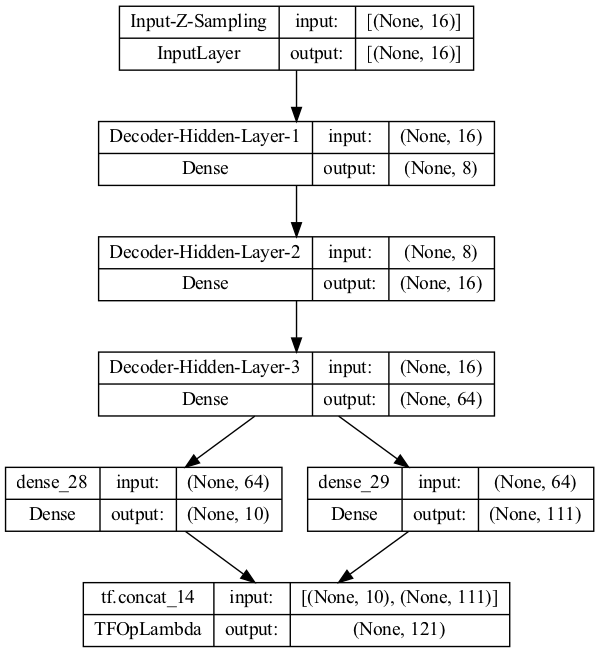 Input-Z-Sampling input: [(None, 16)]
InputLayer output: [(None, 16)]
Decoder-Hidden-Layer-1 input: (None, 16)
Dense output: (None, 8)
Decoder-Hidden-Layer-2 input: (None, 8)
Dense output: (None, 16)
Decoder-Hidden-Layer-3 input: (None, 16)
Dense output: (None, 64)
dense_28 input: (None, 64)
Dense output: (None, 10)
dense_29 input: (None, 64)
Dense output: (None, 111)
tf.concat_14 input: [(None, 10), (None, 111)]
TFOpLambda output: (None, 121)